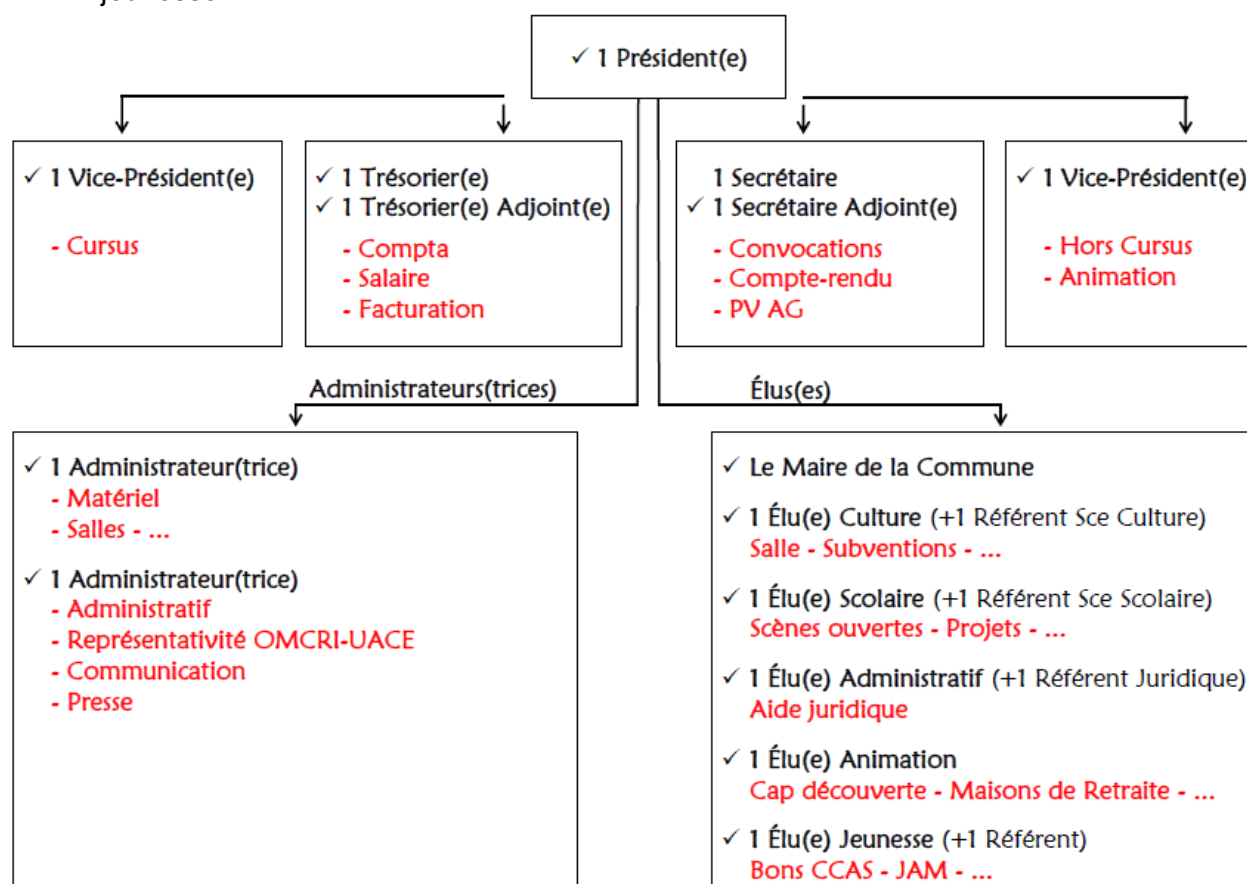 jeunesse
✓ 1 Président(e)
✓ 1 Vice-Président(e)
- Cursus
✓ 1 Trésorier(e)
✓ 1 Trésorier(e) Adjoint(e)
- Compta
- Salaire
- Facturation
1 Secrétaire
✓ 1 Secrétaire Adjoint(e)
- Convocations
- Compte-rendu
- PV AG
✓ 1 Vice-Président(e)
- Hors Cursus
- Animation
Administrateurs(trices)
Élus(es)
✓ 1 Administrateur(trice)
- Matériel
- Salles - ...
✓ 1 Administrateur(trice)
- Administratif
- Représentativité OMCRI-UACE
- Communication
- Presse
✓ Le Maire de la Commune
✓ 1 Élu(e) Culture (+1 Référent Sce Culture)
Salle - Subventions - ...
✓ 1 Élu(e) Scolaire (+1 Référent Sce Scolaire)
Scènes ouvertes - Projets - ...
✓ 1 Élu(e) Administratif (+1 Référent Juridique)
Aide juridique
✓ 1 Élu(e) Animation
Cap découverte - Maisons de Retraite - ...
✓ 1 Élu(e) Jeunesse (+1 Référent)
Bons CCAS - JAM - ...